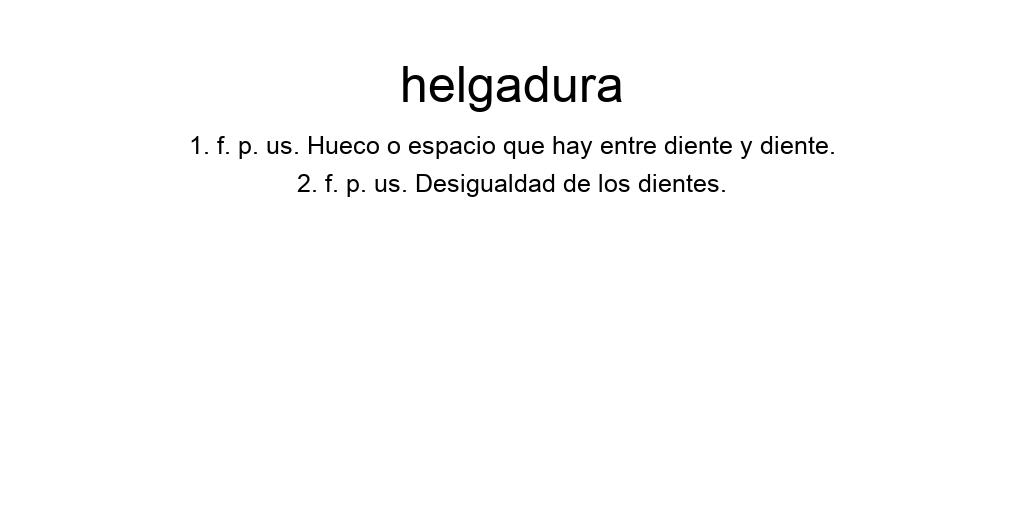 helgadura
1. f. p. us. Hueco o espacio que hay entre diente y diente.
2. f. p. us. Desigualdad de los dientes.